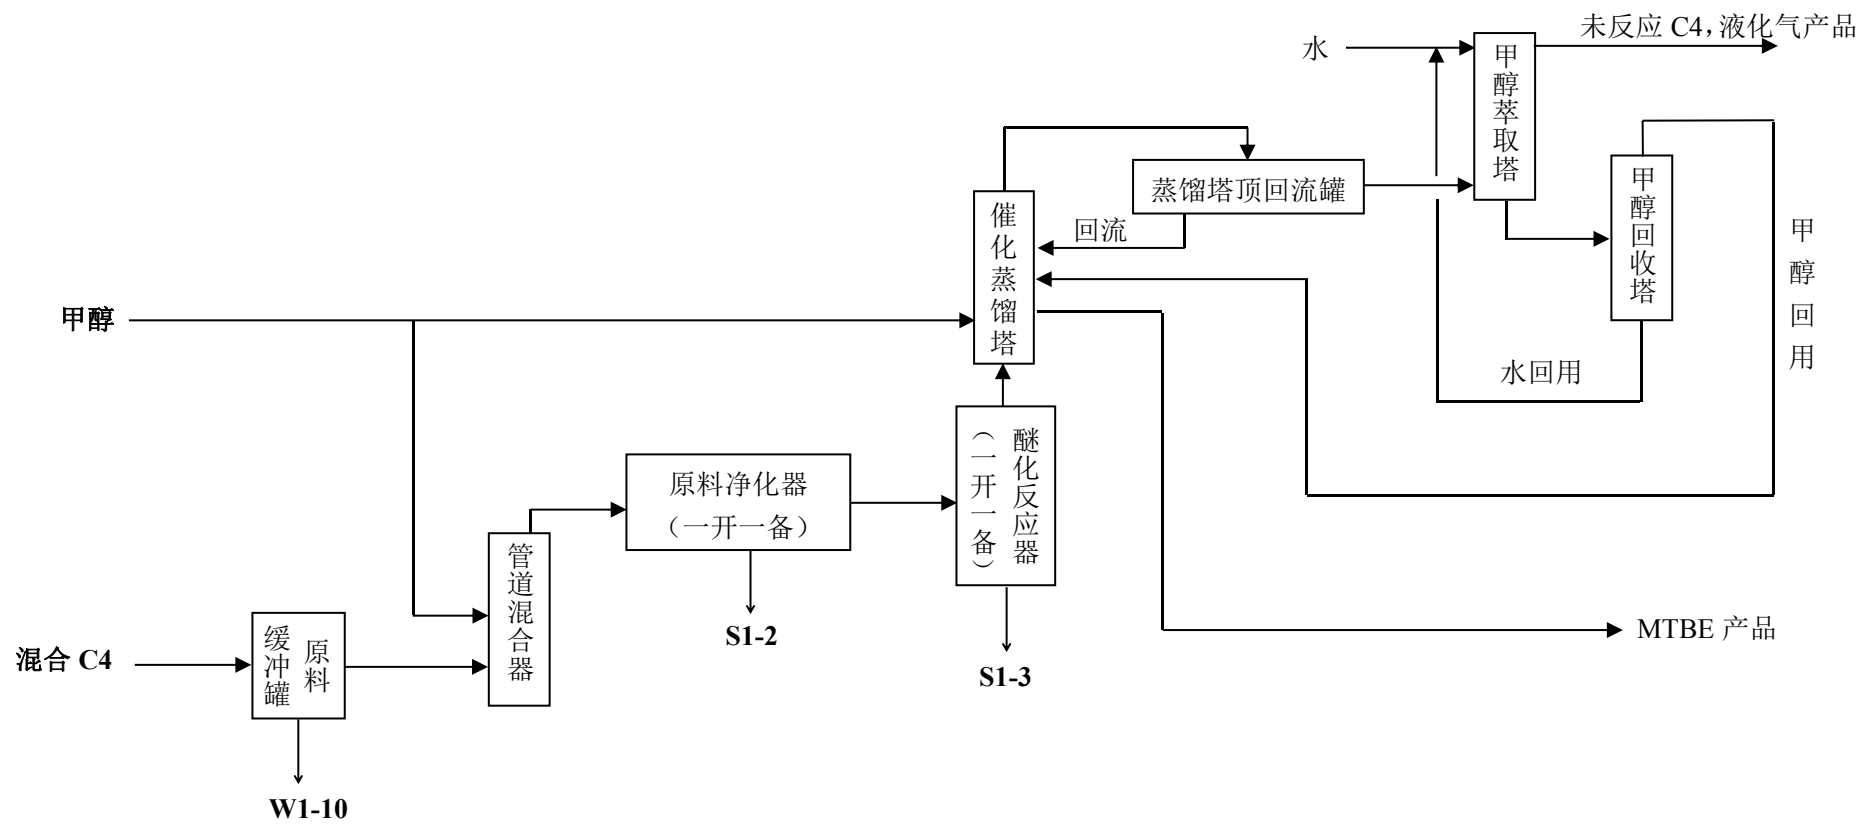 未反应 C4，液化气产品
水
甲醇萃取塔
蒸馏塔顶回流罐
甲醇回收塔
催化蒸馏塔
回流
甲醇回用
甲醇
水回用
醚化反应器
（一开一备）
原料净化器
（一开一备）
管道混合器
S1-2
MTBE 产品
混合 C4
原料
缓冲罐
S1-3
W1-10